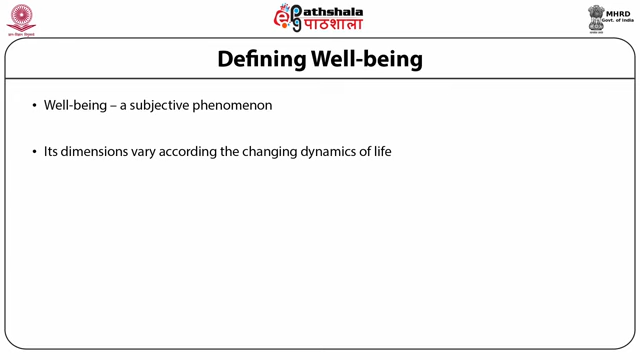 ePathshala
पाठशाला
MHRD
Govt. of India
Defining Well-being
• Well-being – a subjective phenomenon
• Its dimensions vary according the changing dynamics of life